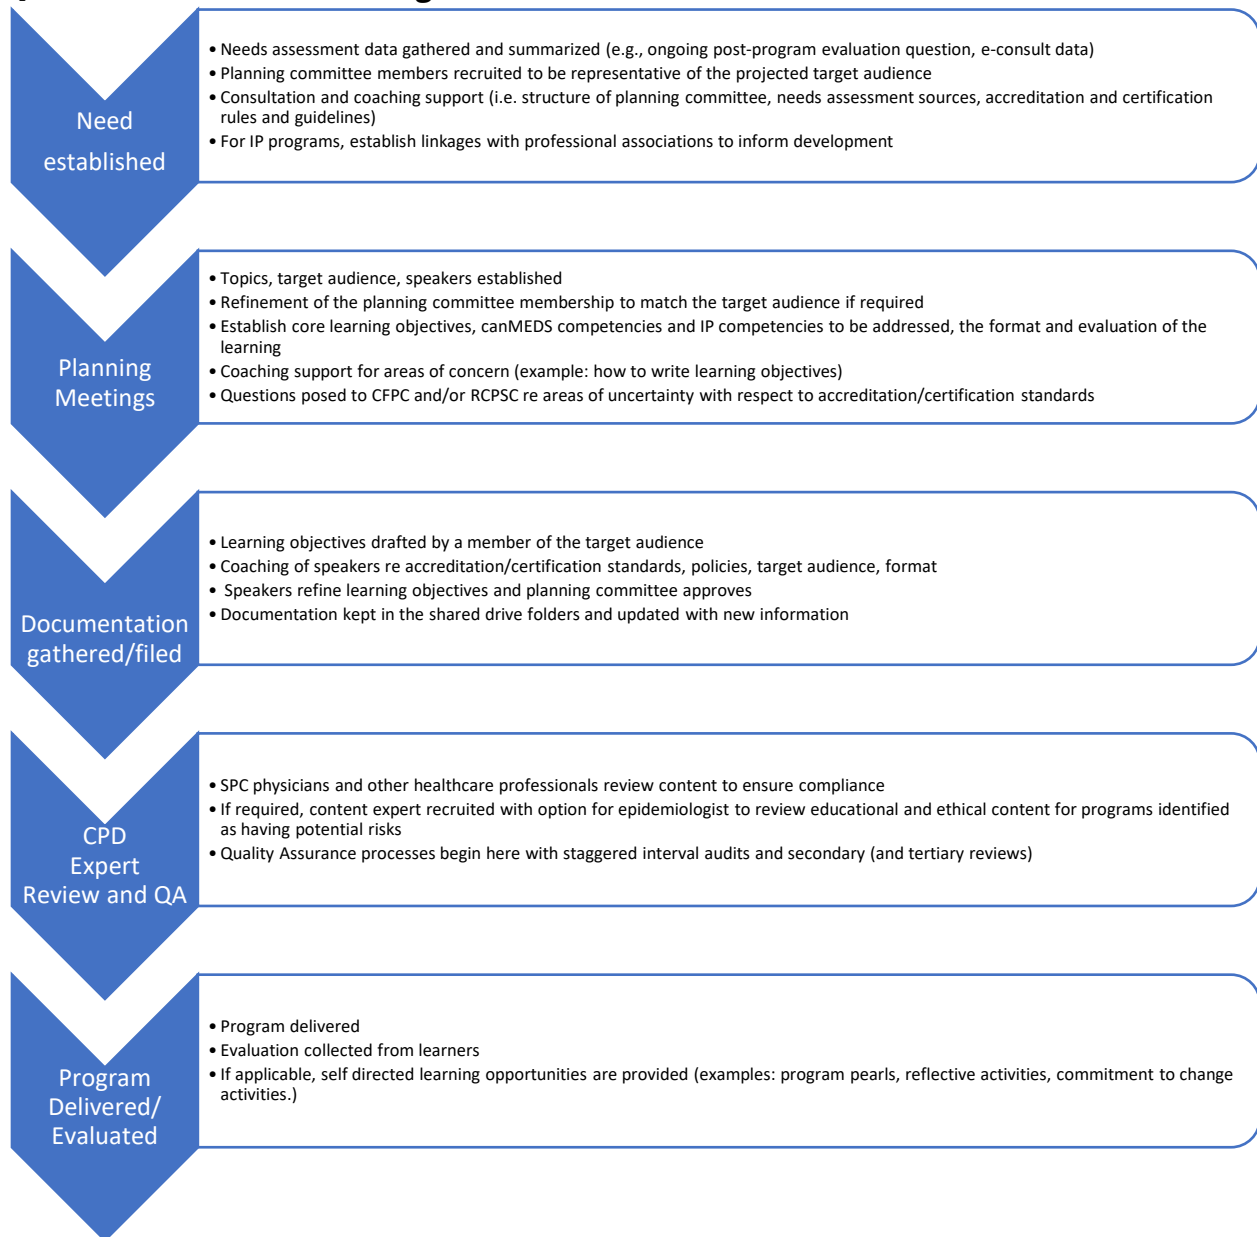 Need
established
• Needs assessment data gathered and summarized (e.g., ongoing post-program evaluation question, e-consult data)
• Planning committee members recruited to be representative of the projected target audience
• Consultation and coaching support (i.e. structure of planning committee, needs assessment sources, accreditation and certification
rules and guidelines)
• For IP programs, establish linkages with professional associations to inform development
Planning
Meetings
• Topics, target audience, speakers established
• Refinement of the planning committee membership to match the target audience if required
• Establish core learning objectives, canMEDS competencies and IP competencies to be addressed, the format and evaluation of the
learning
• Coaching support for areas of concern (example: how to write learning objectives)
• Questions posed to CFPC and/or RCPSC re areas of uncertainty with respect to accreditation/certification standards
Documentation
gathered/filed
• Learning objectives drafted by a member of the target audience
• Coaching of speakers re accreditation/certification standards, policies, target audience, format
• Speakers refine learning objectives and planning committee approves
• Documentation kept in the shared drive folders and updated with new information
CPD
Expert
Review and QA
• SPC physicians and other healthcare professionals review content to ensure compliance
• If required, content expert recruited with option for epidemiologist to review educational and ethical content for programs identified
as having potential risks
• Quality Assurance processes begin here with staggered interval audits and secondary (and tertiary reviews)
Program
Delivered/
Evaluated
• Program delivered
• Evaluation collected from learners
• If applicable, self directed learning opportunities are provided (examples: program pearls, reflective activities, commitment to change
activities.)